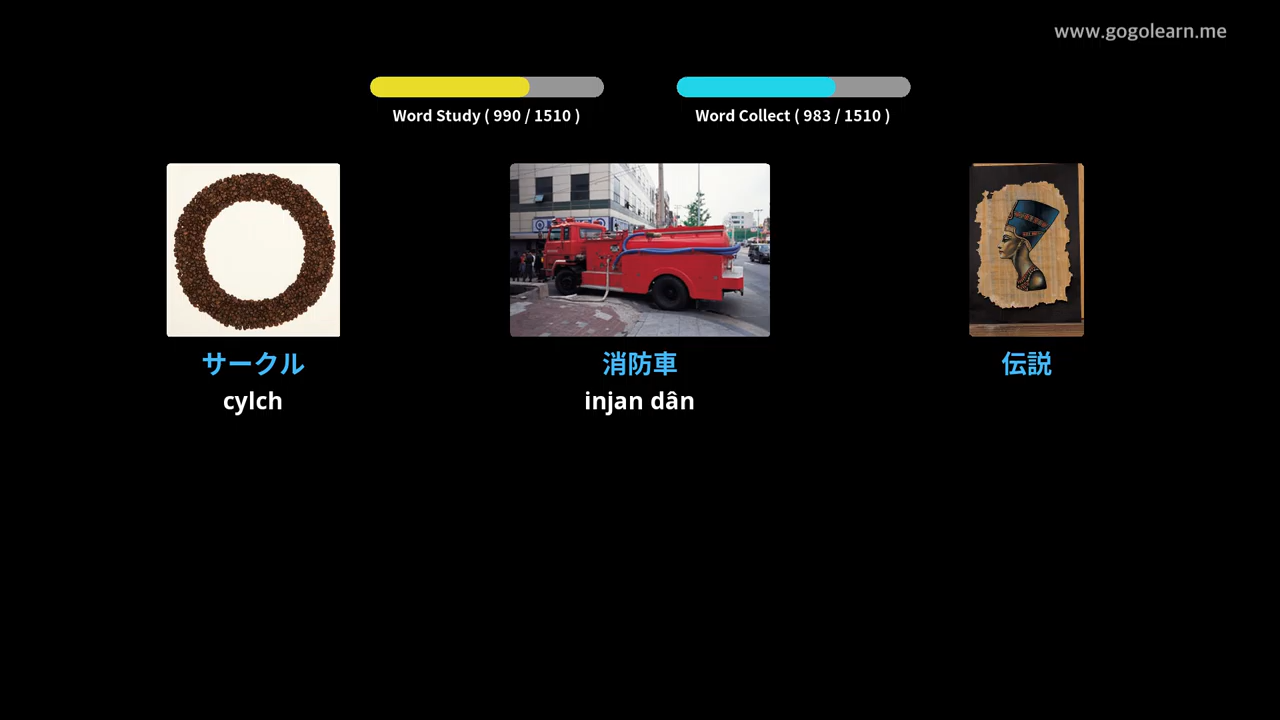 www.gogolearn.me
Word Study ( 990 / 1510 )
Word Collect ( 983 / 1510 )
サークル
cylch
消防車
injan dân
伝説